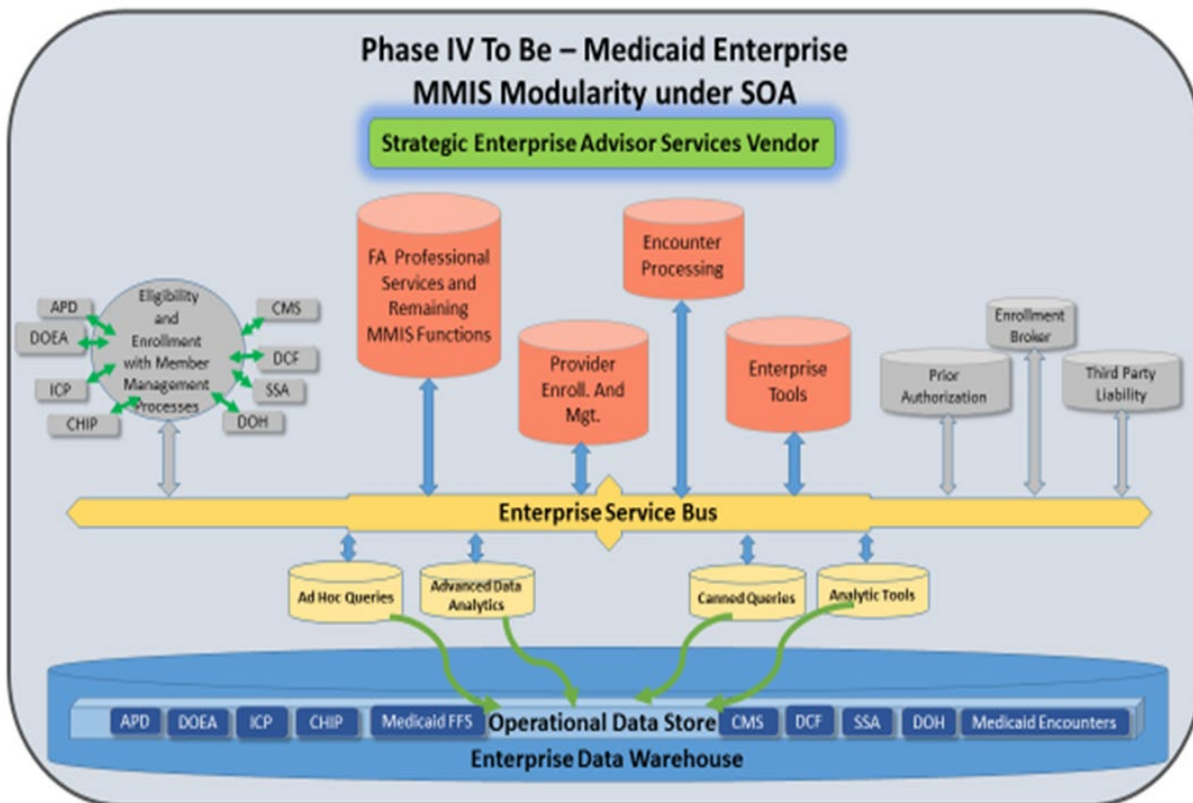 Phase IV To Be – Medicaid Enterprise
MMIS Modularity under SOA
Strategic Enterprise Advisor Services Vendor
FA Professional
Services and
Remaining
MMIS Functions
Encounter
Processing
Provider
Enroll. And
Mgt.
Enterprise
Tools
Eligibility
and
Enrollment
with Member
Management
Processes
APD
DOEA
ICP
CHIP
CMS
DCF
SSA
DOH
Prior
Authorization
Enrollment
Broker
Third Party
Liability
Enterprise Service Bus
Ad Hoc Queries
Advanced Data
Analytics
Canned Queries
Analytic Tools
APD
DOEA
ICP
CHIP
Medicaid FFS
Operational Data Store
CMS
DCF
SSA
DOH
Medicaid Encounters
Enterprise Data Warehouse